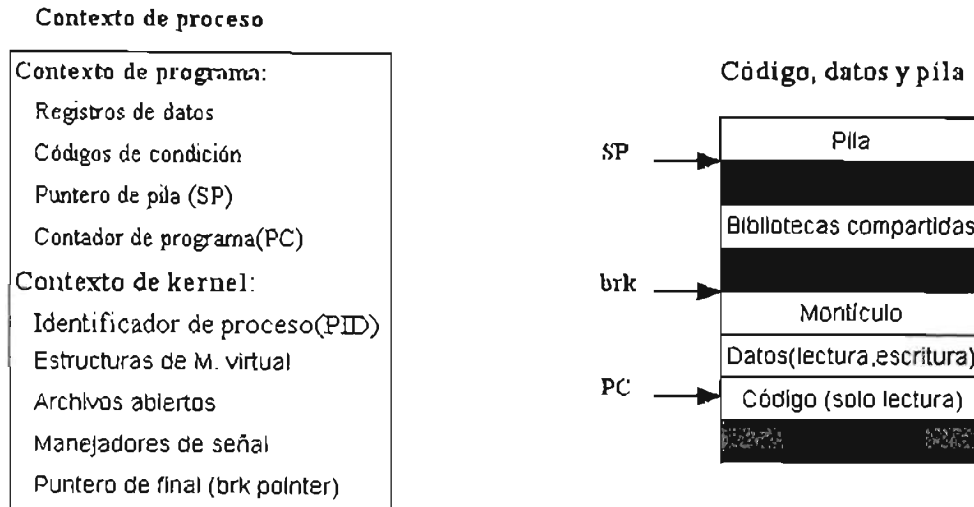 Contexto de proceso
Contexto de programa:
Registros de datos
Códigos de condición
Puntero de pila (SP)
Contador de programa(PC)
Contexto de kernel:
Identificador de proceso(PID)
Estructuras de M. virtual
Archivos abiertos
Manejadores de señal
Puntero de final (brk pointer)
Código, datos y pila
SP
Pila
Bibliotecas compartidas
brk
Montículo
Datos(lectura,escritura)
PC
Código (solo lectura)